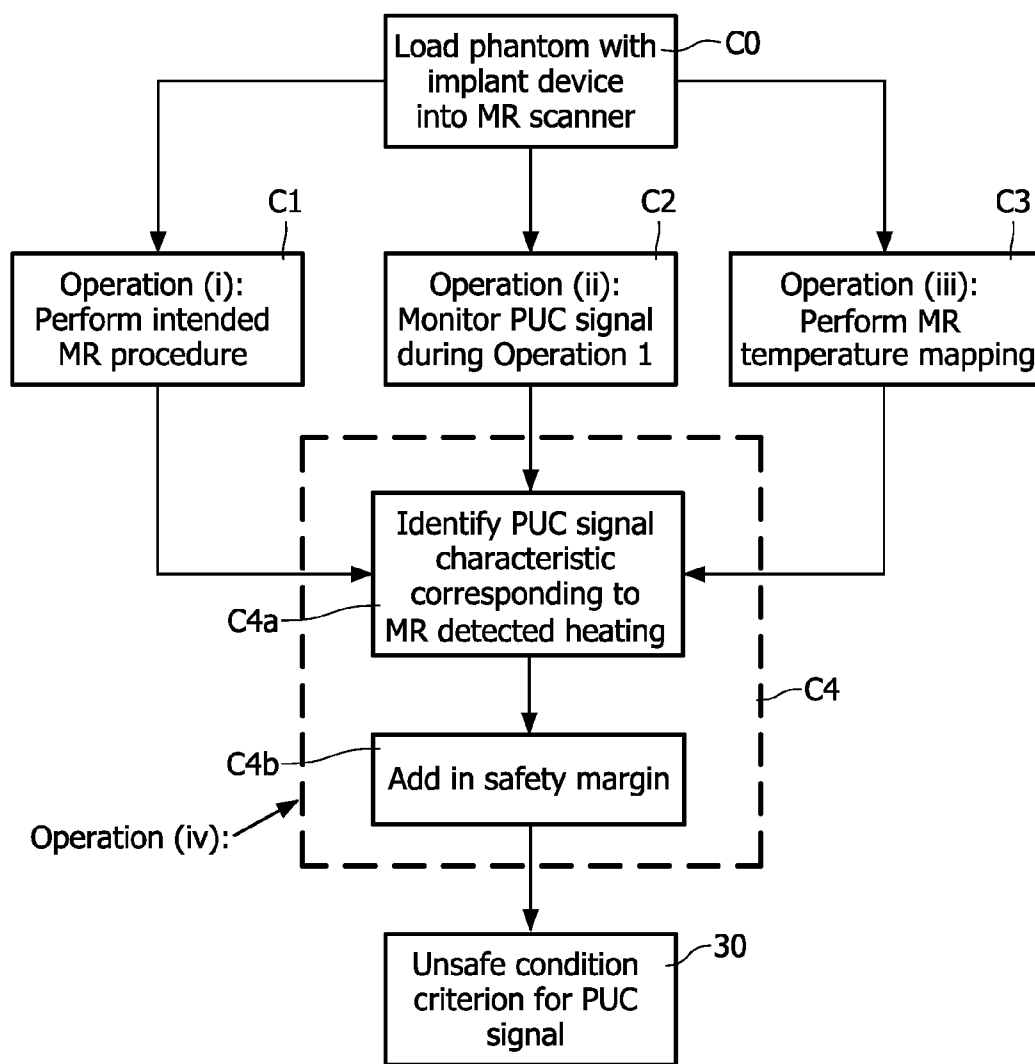 Load phantom with
implant device
into MR scanner
C0
C1
C2
C3
Operation (i):
Perform intended
MR procedure
Operation (ii):
Monitor PUC signal
during Operation 1
Operation (iii):
Perform MR
temperature mapping
Identify PUC signal
characteristic
corresponding to
MR detected heating
C4a
C4
C4b
Add in safety margin
Operation (iv):
Unsafe condition
criterion for PUC
signal
30